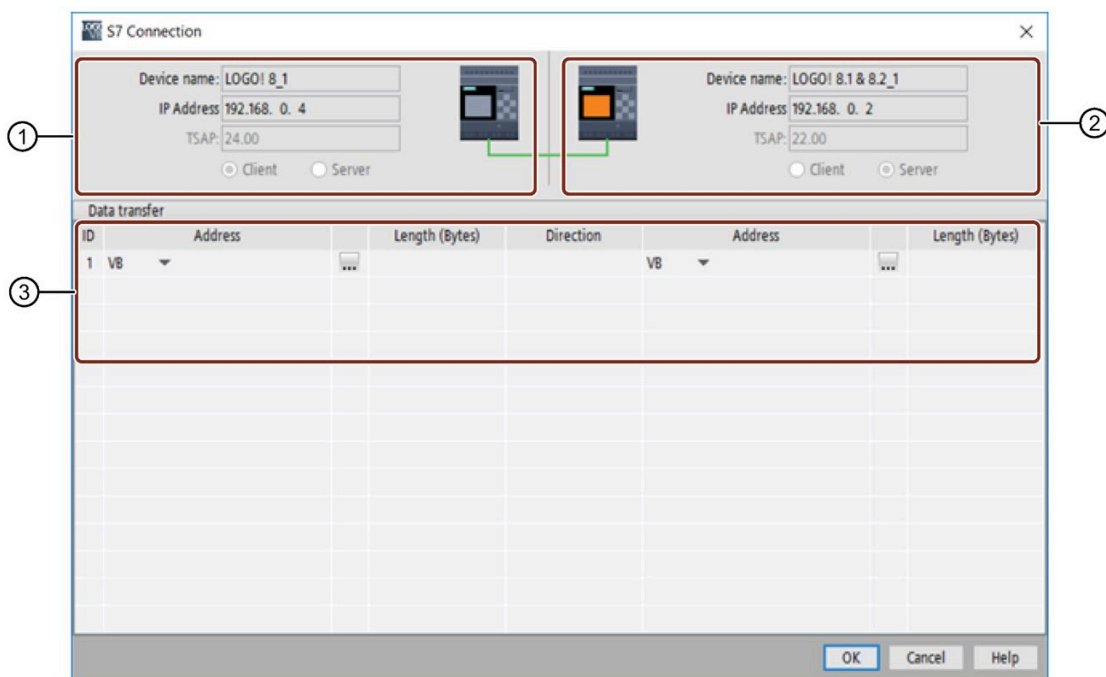 S7 Connection
Device name: LOGO! 8_1
IP Address 192.168. 0. 4
TSAP: 24.00
Client Server
Device name: LOGO! 8.1 & 8.2_1
IP Address 192.168. 0. 2
TSAP: 22.00
Client Server
1
2
Data transfer
ID Address Length (Bytes) Direction Address Length (Bytes)
1 VB ... VB ...
3
OK Cancel Help